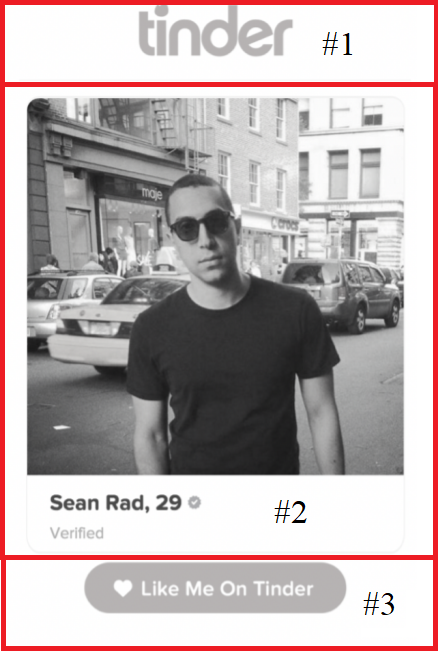 tinder
#1
maje
Sean Rad, 29
#2
Verified
Like Me On Tinder
#3